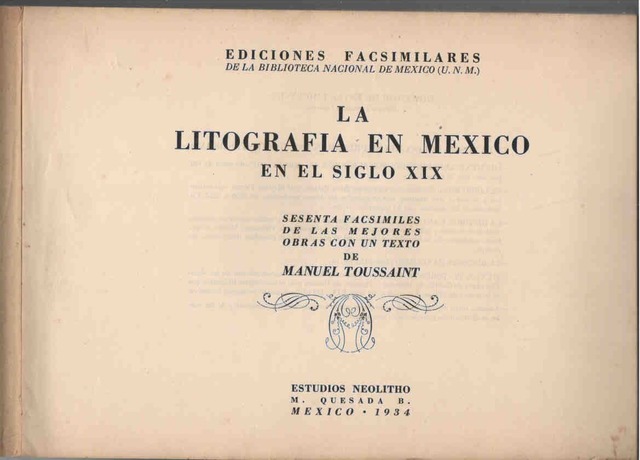 EDICIONES FACSIMILARES
DE LA BIBLIOTECA NACIONAL DE MEXICO (U. N. M.)
LA
LITOGRAFIA EN MEXICO
EN EL SIGLO XIX
SESENTA FACSIMILES
DE LAS MEJORES
OBRAS CON UN TEXTO
DE
MANUEL TOUSSAINT
ESTUDIOS NEOLITHO
M. QUESADA B.
MEXICO · 1934